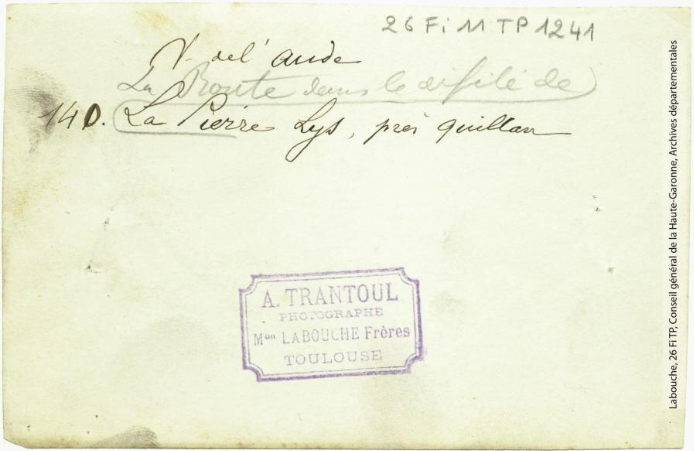 26 Fi 11 TP 1241
V. de l'Aude
La Route dans le défilé de
140. La Pierre Lys, près Quillan
A. TRANTOUL
PHOTOGRAPHE
Mon LABOUCHE Frères
TOULOUSE
Labouche, 26 Fi TP, Conseil général de la Haute-Garonne, Archives départementales